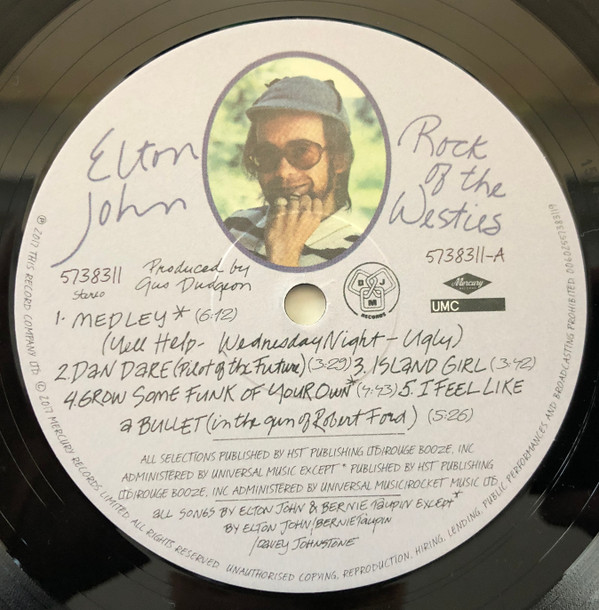 Elton
John
Rock
of the
Westies
5738311
Stereo
Produced by
Gus Dudgeon
5738311-A
DJM
RECORDS
Mercury
UMC
1. MEDLEY* (6:12)
(Yell Help - Wednesday Night - Ugly)
2. DAN DARE (Pilot of the Future) (3:29) 3. ISLAND GIRL (3:42)
4. GROW SOME FUNK OF YOUR OWN* (4:43) 5. I FEEL LIKE
a BULLET (in the gun of Robert Ford) (5:26)
ALL SELECTIONS PUBLISHED BY HST PUBLISHING LTD/ROUGE BOOZE, INC
ADMINISTERED BY UNIVERSAL MUSIC EXCEPT * PUBLISHED BY HST PUBLISHING
LTD/ROUGE BOOZE, INC ADMINISTERED BY UNIVERSAL MUSIC/ROCKET MUSIC LTD.
all SONGS BY ELTON JOHN & BERNIE TAUPIN EXCEPT*
BY ELTON JOHN/BERNIE TAUPIN
/DAVEY JOHNSTONE
℗ 2017 THIS RECORD COMPANY LTD. © 2017 MERCURY RECORDS LIMITED ALL RIGHTS RESERVED. UNAUTHORISED COPYING, REPRODUCTION, HIRING, LENDING, PUBLIC PERFORMANCES AND BROADCASTING PROHIBITED. 00602557383119